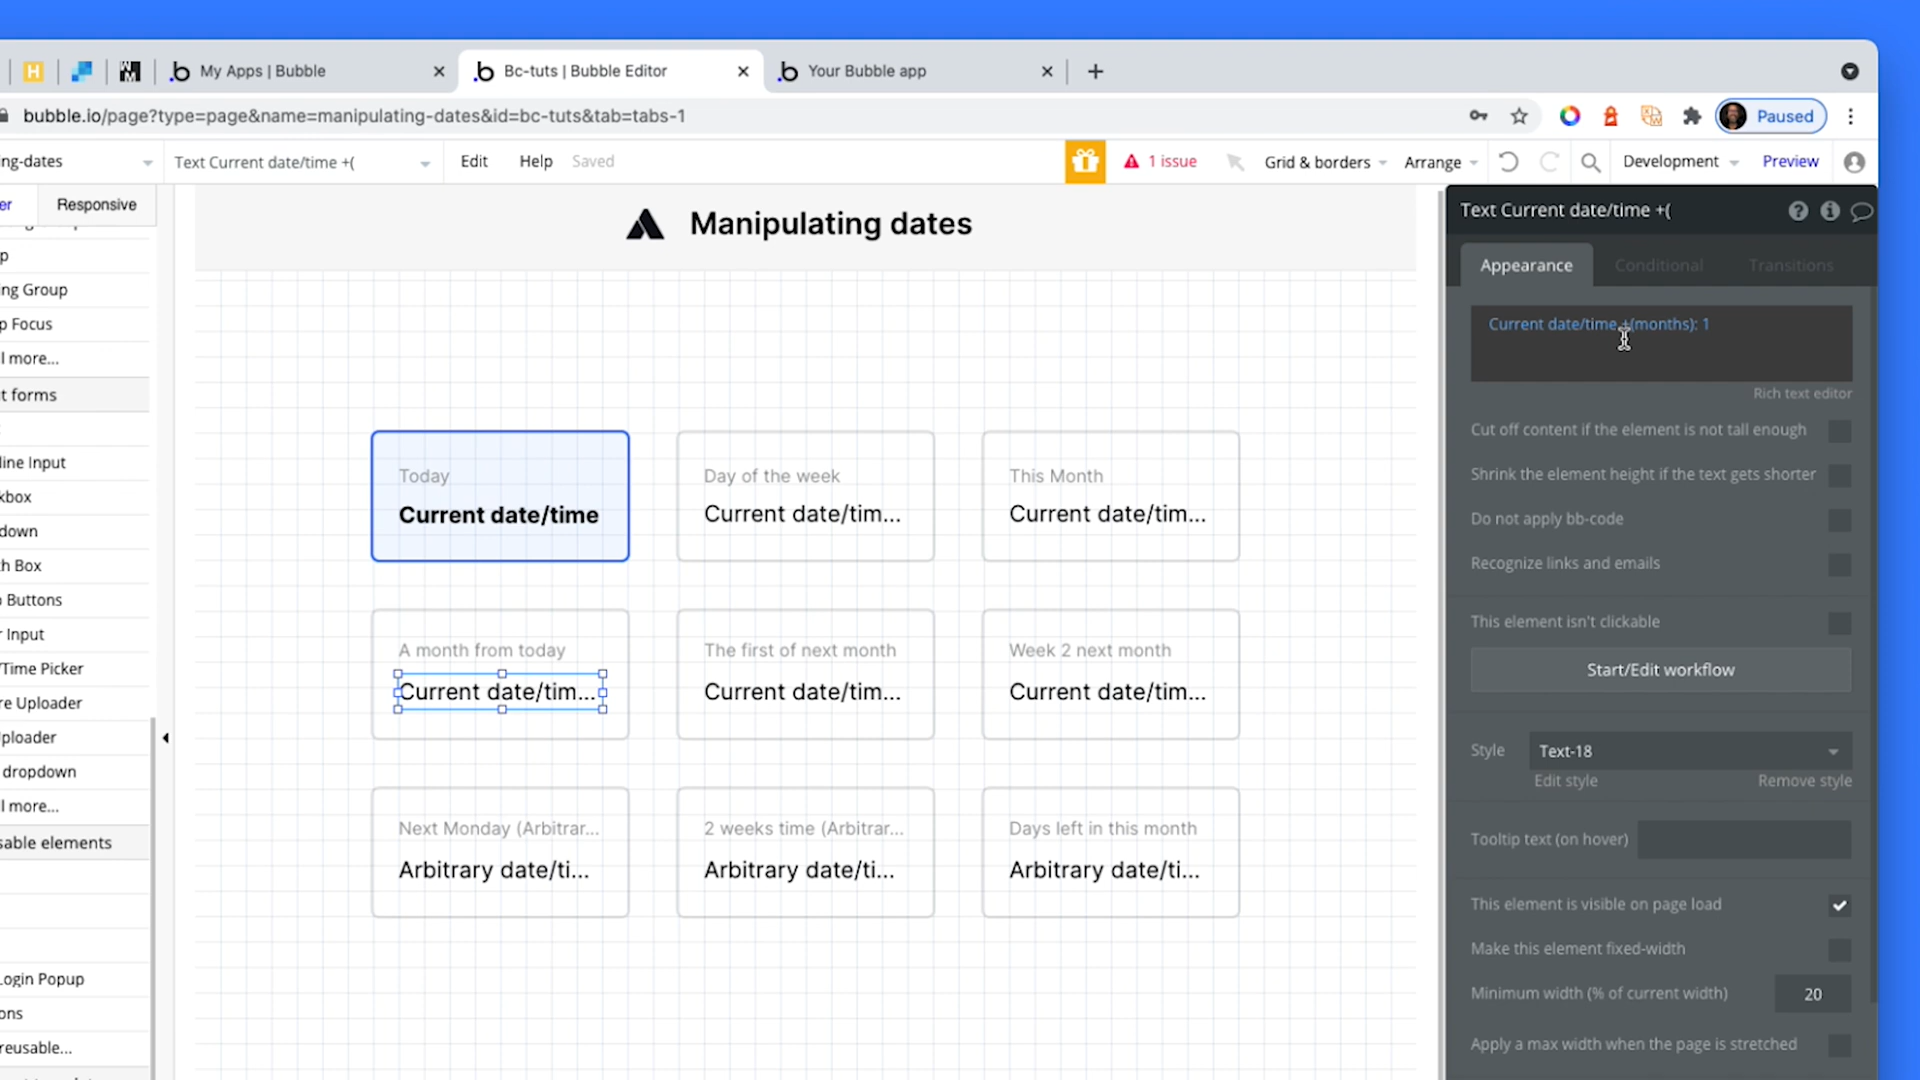 H
My Apps | Bubble
Bc-tuts | Bubble Editor
Your Bubble app
bubble.io/page?type=page&name=manipulating-dates&id=bc-tuts&tab=tabs-1
Paused
ng-dates
Text Current date/time +(
Edit
Help
Saved
1 issue
Grid & borders
Arrange
Development
Preview
er
Responsive
p
ing Group
p Focus
l more...
t forms
line Input
kbox
down
h Box
o Buttons
r Input
/Time Picker
re Uploader
Uploader
dropdown
l more...
sable elements
Login Popup
ons
reusable...
Manipulating dates
Today
Current date/time
Day of the week
Current date/tim...
This Month
Current date/tim...
A month from today
Current date/tim...
The first of next month
Current date/tim...
Week 2 next month
Current date/tim...
Next Monday (Arbitrar...
Arbitrary date/ti...
2 weeks time (Arbitrar...
Arbitrary date/ti...
Days left in this month
Arbitrary date/ti...
Text Current date/time +(
Appearance
Conditional
Transitions
Current date/time +(months): 1
Rich text editor
Cut off content if the element is not tall enough
Shrink the element height if the text gets shorter
Do not apply bb-code
Recognize links and emails
This element isn't clickable
Start/Edit workflow
Style
Text-18
Edit style
Remove style
Tooltip text (on hover)
This element is visible on page load
Make this element fixed-width
Minimum width (% of current width)
20
Apply a max width when the page is stretched